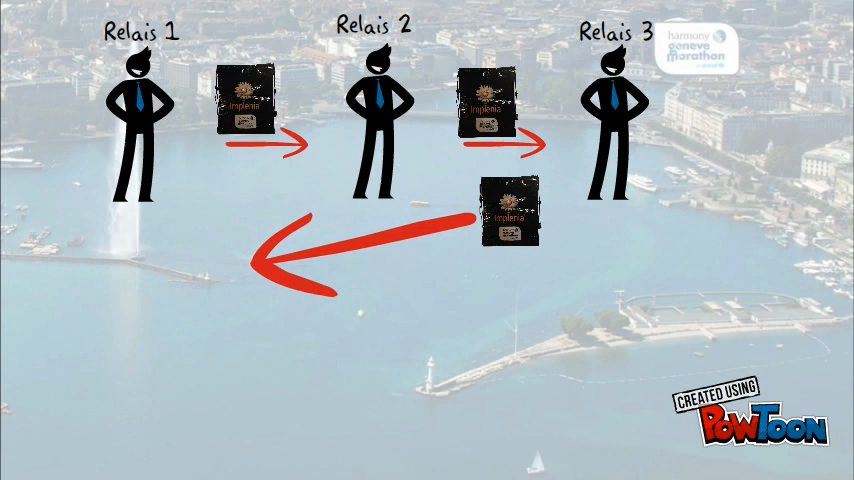 Relais 1
Relais 2
Relais 3
harmony
geneve
marathon
Implenia
Implenia
Implenia
CREATED USING
POWTOON